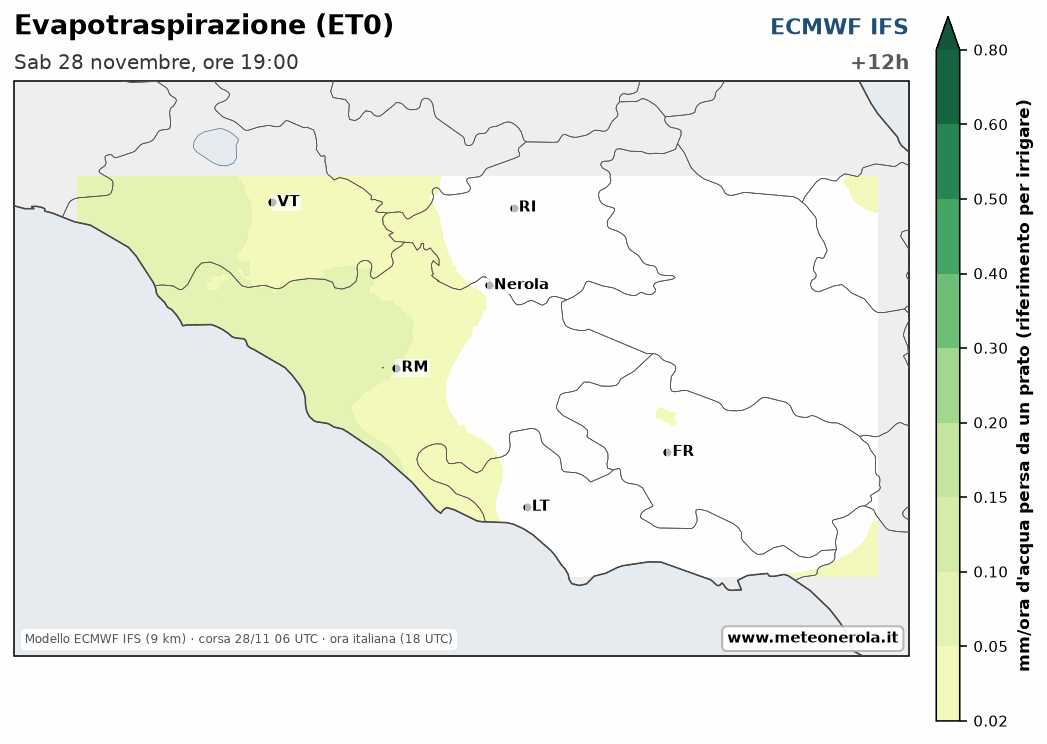 Evapotraspirazione (ET0)
ECMWF IFS
Sab 28 novembre, ore 19:00
+12h
VT
RI
Nerola
RM
FR
LT
Modello ECMWF IFS (9 km) · corsa 28/11 06 UTC · ora italiana (18 UTC)
www.meteonerola.it
0.80
0.60
0.50
0.40
0.30
0.20
0.15
0.10
0.05
0.02
mm/ora d'acqua persa da un prato (riferimento per irrigare)